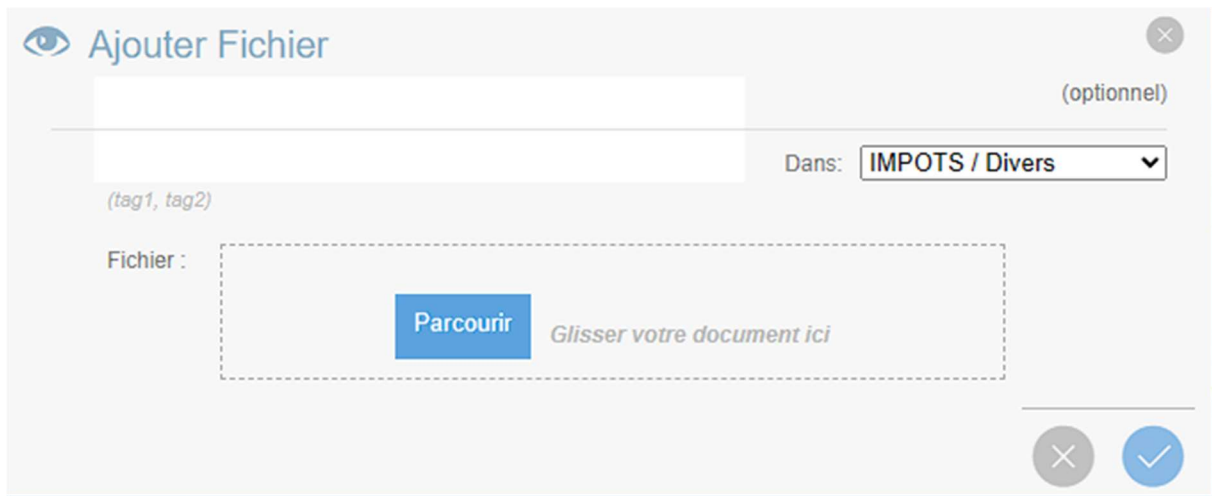 Ajouter Fichier
(optionnel)
Dans: IMPOTS / Divers
(tag1, tag2)
Fichier :
Parcourir Glisser votre document ici